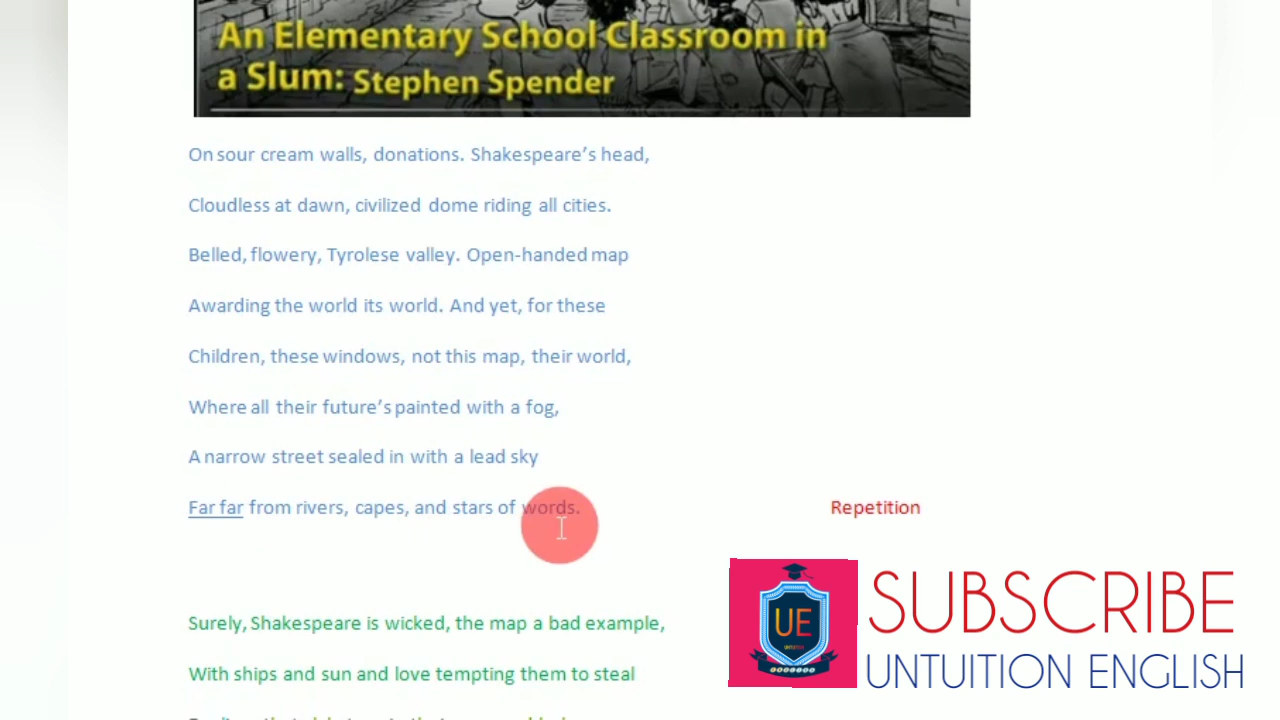 An Elementary School Classroom in
a Slum: Stephen Spender
On sour cream walls, donations. Shakespeare's head,
Cloudless at dawn, civilized dome riding all cities.
Belled, flowery, Tyrolese valley. Open-handed map
Awarding the world its world. And yet, for these
Children, these windows, not this map, their world,
Where all their future's painted with a fog,
A narrow street sealed in with a lead sky
Far far from rivers, capes, and stars of words.
Repetition
Surely, Shakespeare is wicked, the map a bad example,
With ships and sun and love tempting them to steal
UE
SUBSCRIBE
UNTUITION ENGLISH